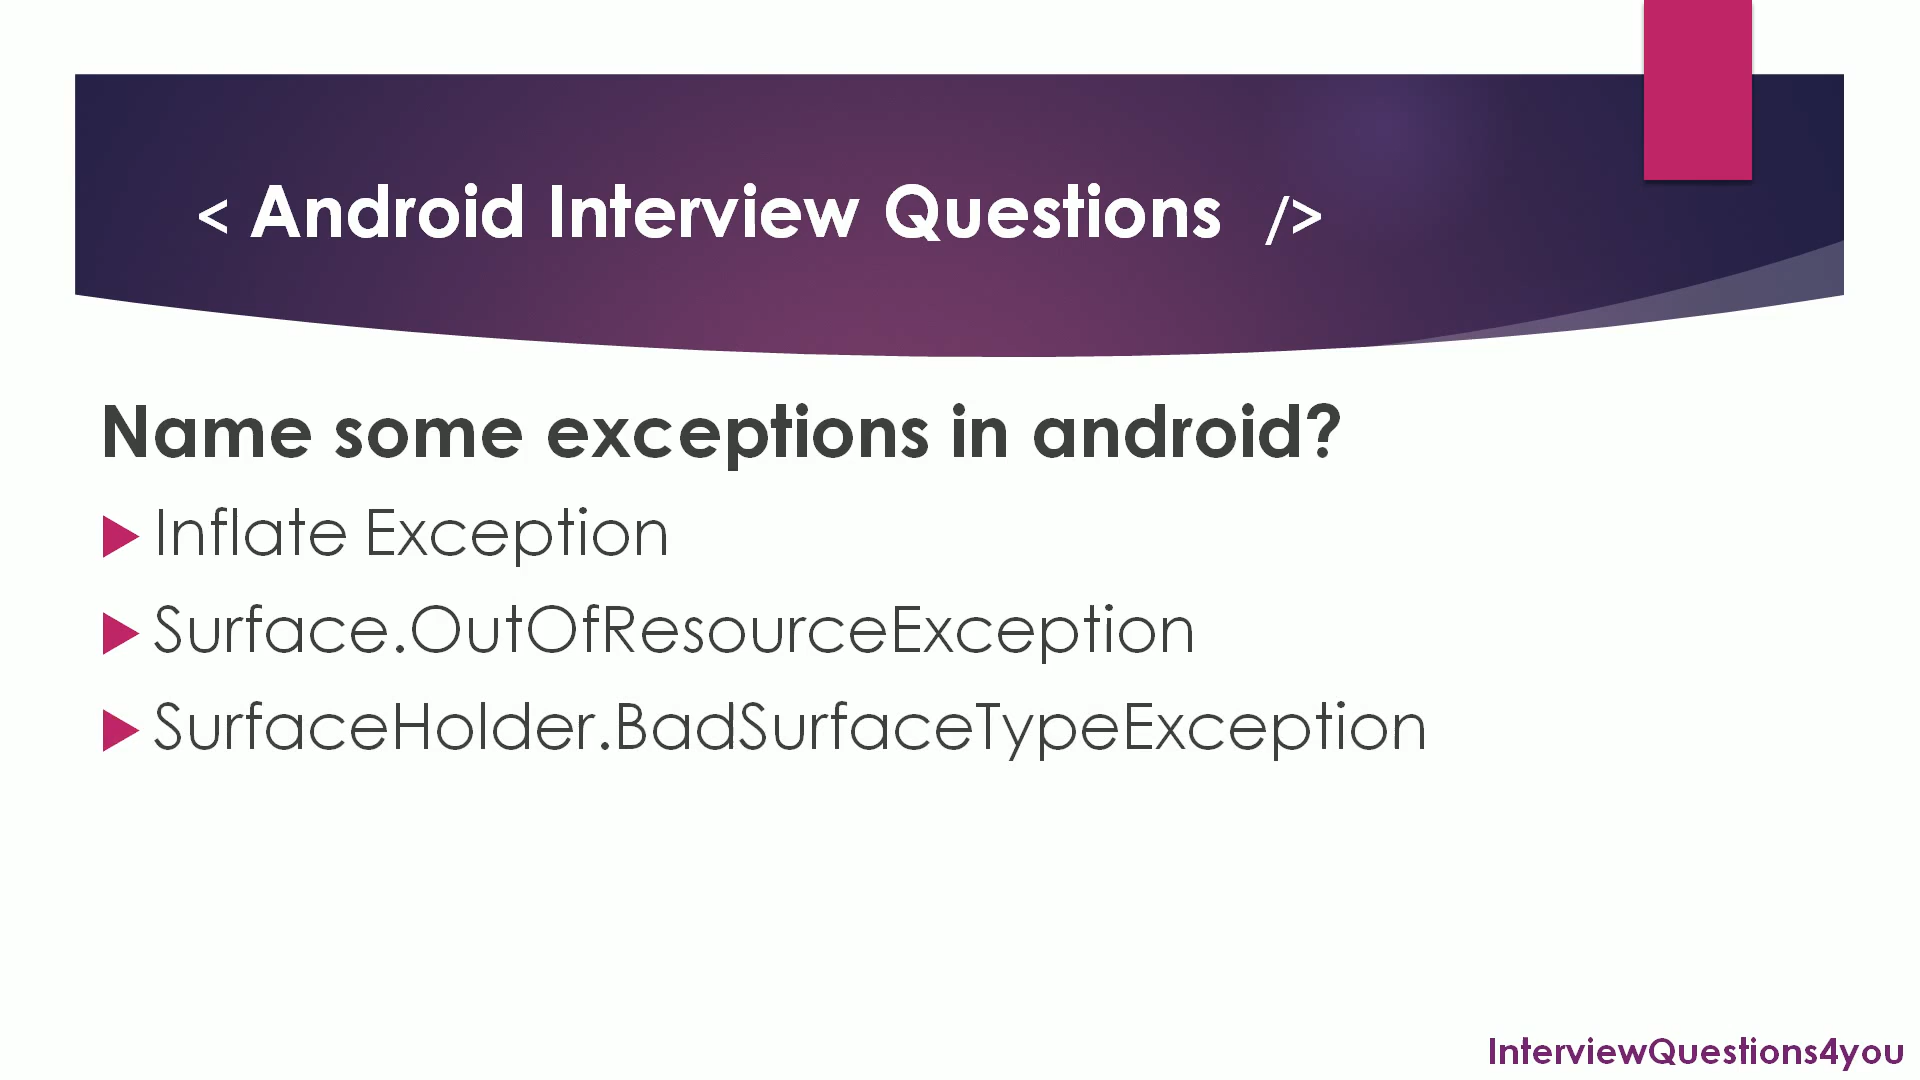 < Android Interview Questions />
Name some exceptions in android?
Inflate Exception
Surface.OutOfResourceException
SurfaceHolder.BadSurfaceTypeException
InterviewQuestions4you